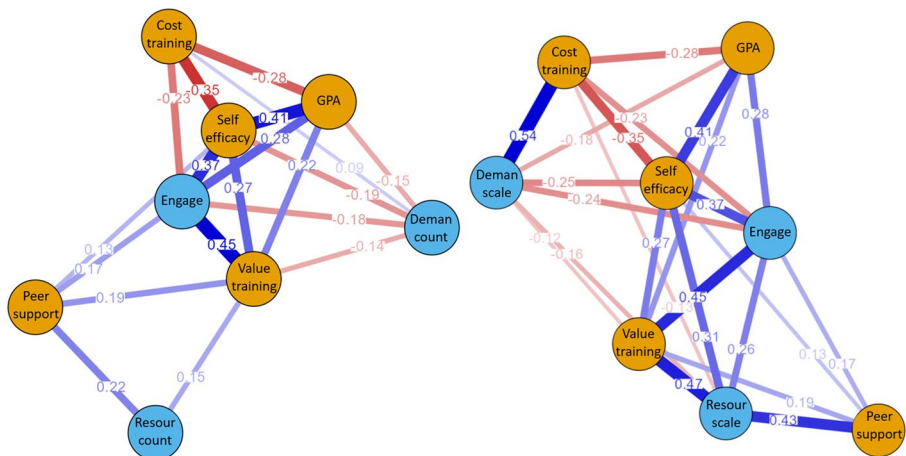 Cost
training
-0.28
-0.35
-0.23
GPA
0.41
Self
efficacy
0.28
0.37
0.22
0.09
-0.15
0.27
-0.19
Engage
-0.18
Deman
count
0.45
-0.14
0.13
0.17
Value
training
0.19
Peer
support
0.22
0.15
Resour
count
Cost
training
-0.28
GPA
0.54
-0.23
-0.18
-0.35
0.41
0.22
0.28
Deman
scale
-0.25
Self
efficacy
-0.24
0.37
Engage
-0.12
-0.16
0.27
0.45
-0.13
Value
training
0.31
0.26
0.13
0.17
0.47
0.19
Resour
scale
0.43
Peer
support